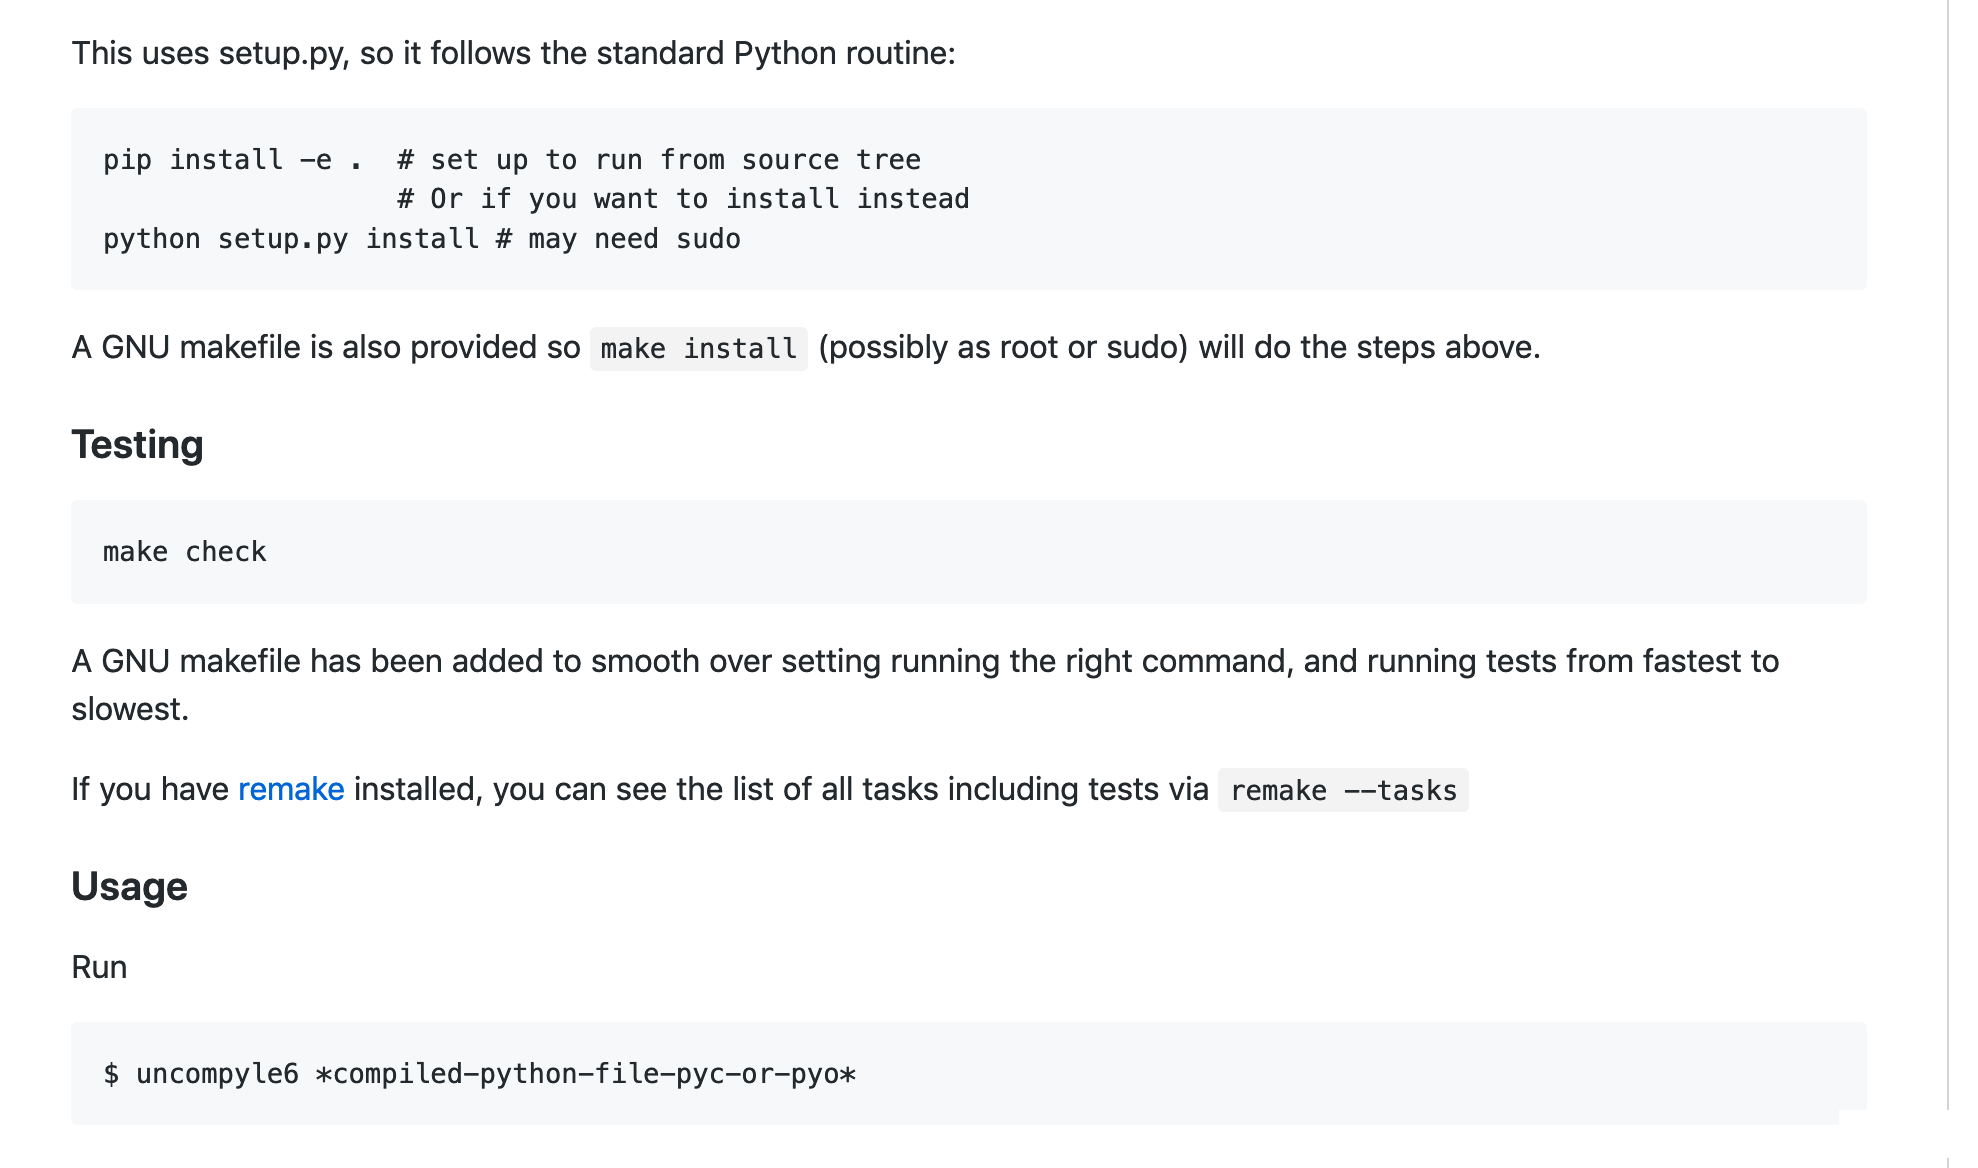 This uses setup.py, so it follows the standard Python routine:
pip install -e .  # set up to run from source tree
                  # Or if you want to install instead
python setup.py install # may need sudo
A GNU makefile is also provided so make install (possibly as root or sudo) will do the steps above.
Testing
make check
A GNU makefile has been added to smooth over setting running the right command, and running tests from fastest to
slowest.
If you have remake installed, you can see the list of all tasks including tests via remake --tasks
Usage
Run
$ uncompyle6 *compiled-python-file-pyc-or-pyo*